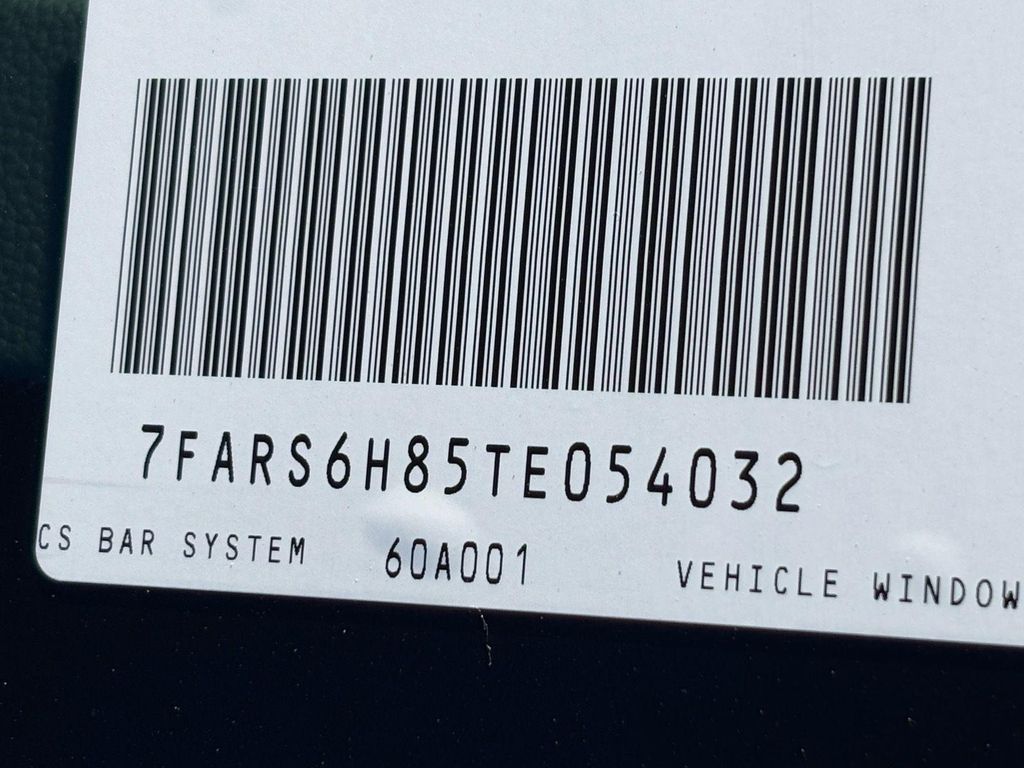 7FARS6H85TE054032
CS BAR SYSTEM 60A001 VEHICLE WINDOW